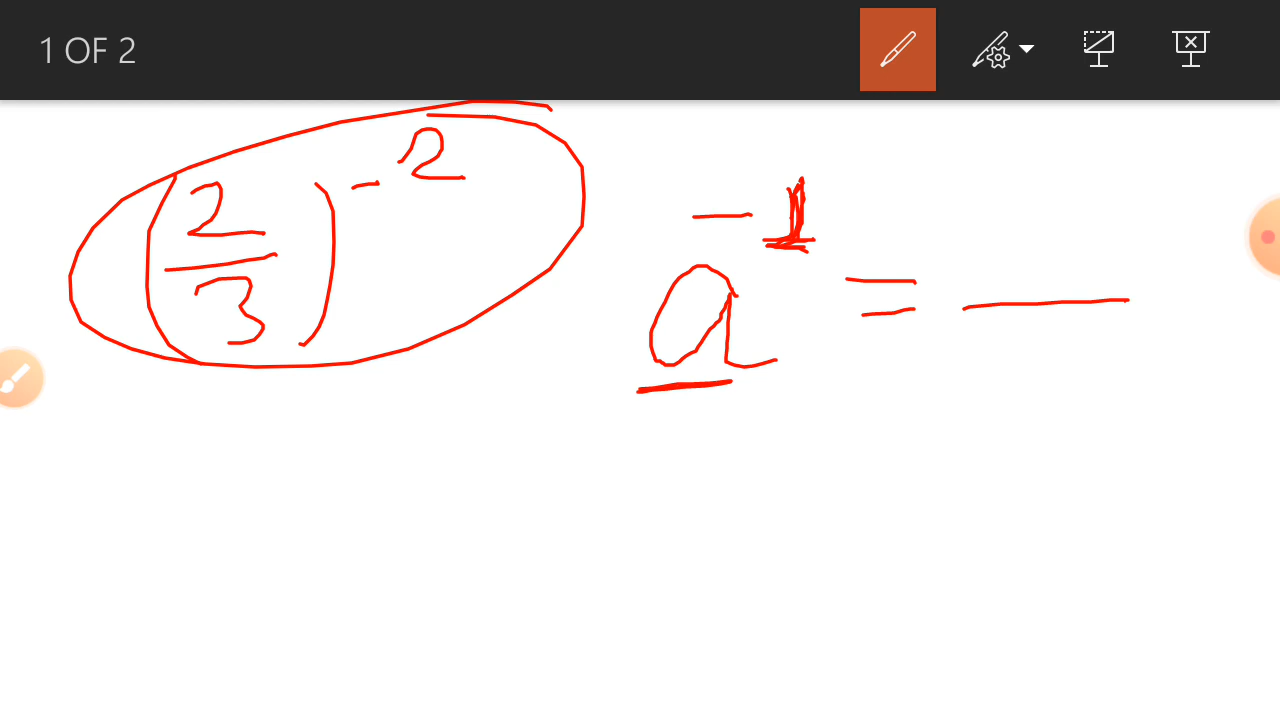 1 OF 2
(2/3)^-2
a^-1 = —